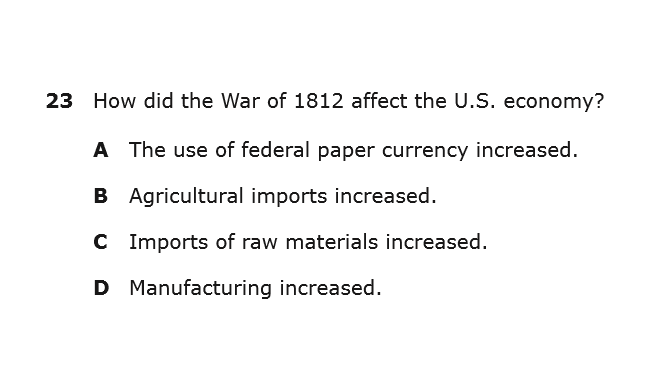 23 How did the War of 1812 affect the U.S. economy?
A The use of federal paper currency increased.
B Agricultural imports increased.
C Imports of raw materials increased.
D Manufacturing increased.